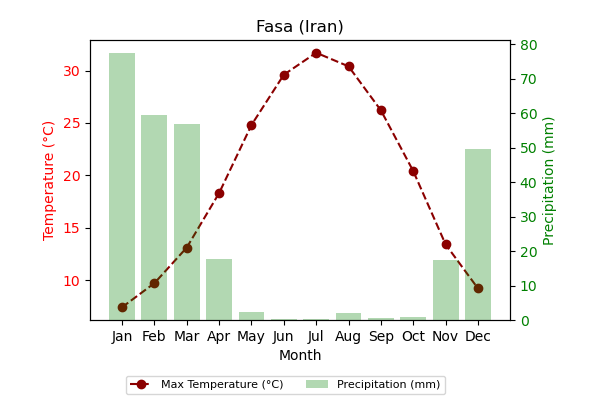 Fasa (Iran)
Temperature (°C)
30
25
20
15
10
80
70
60
50
40
30
20
10
0
Precipitation (mm)
Jan Feb Mar Apr May Jun Jul Aug Sep Oct Nov Dec
Month
Max Temperature (°C) Precipitation (mm)